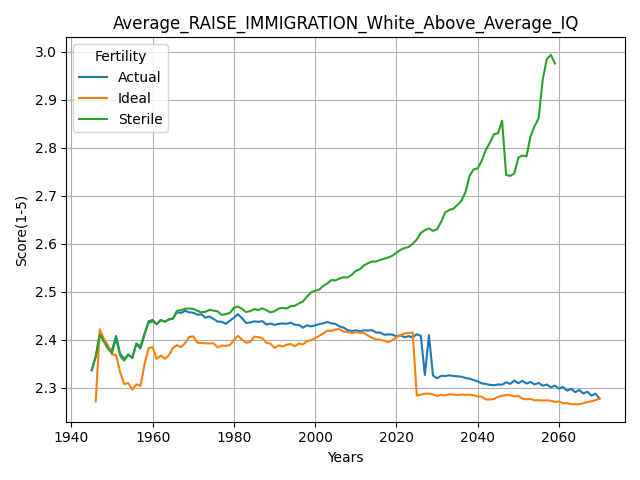 Average_RAISE_IMMIGRATION_White_Above_Average_IQ
Fertility
Actual
Ideal
Sterile
Score(1-5)
3.0
2.9
2.8
2.7
2.6
2.5
2.4
2.3
1940 1960 1980 2000 2020 2040 2060
Years